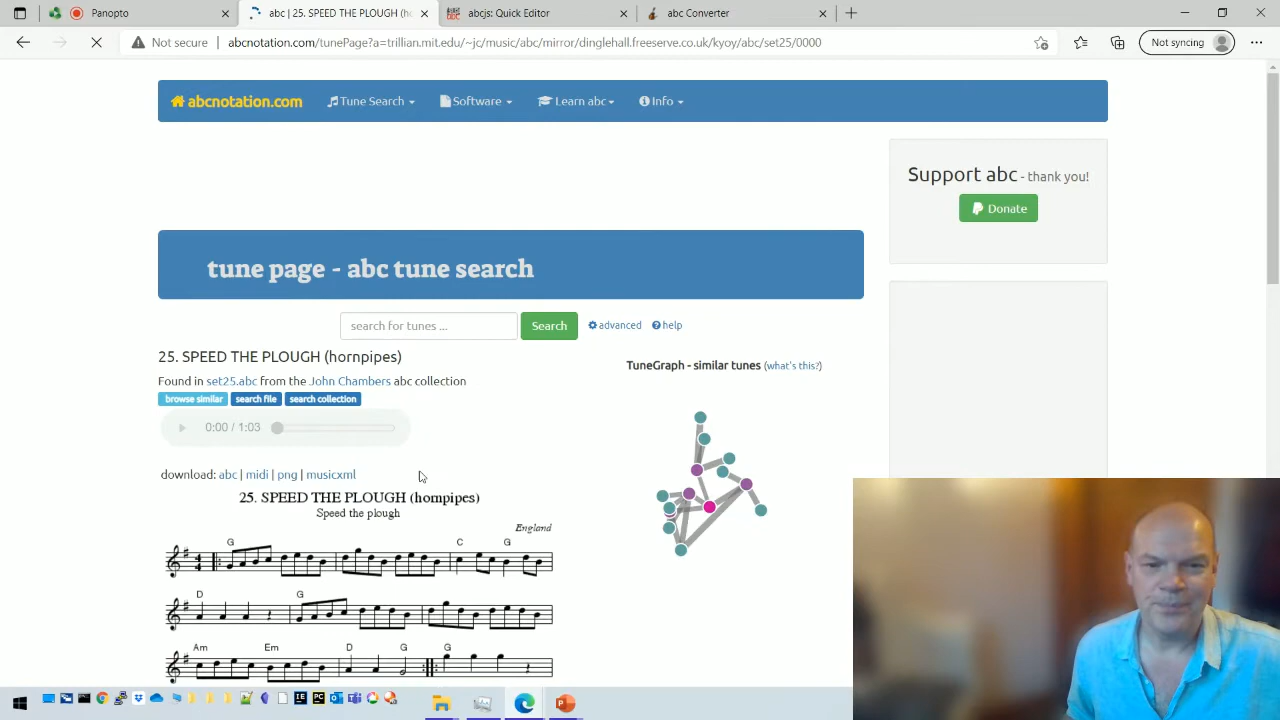 Panopto
abc | 25. SPEED THE PLOUGH (ho
abcjs: Quick Editor
abc Converter
Not secure
abcnotation.com/tunePage?a=trillian.mit.edu/~jc/music/abc/mirror/dinglehall.freeserve.co.uk/kyoy/abc/set25/0000
Not syncing
abcnotation.com
Tune Search
Software
Learn abc
Info
Support abc - thank you!
Donate
tune page - abc tune search
search for tunes ...
Search
advanced
help
25. SPEED THE PLOUGH (hornpipes)
TuneGraph - similar tunes (what's this?)
Found in set25.abc from the John Chambers abc collection
browse similar
search file
search collection
0:00 / 1:03
download: abc | midi | png | musicxml
25. SPEED THE PLOUGH (hornpipes)
Speed the plough
England
G C G
4
4
D G
Am Em D G G